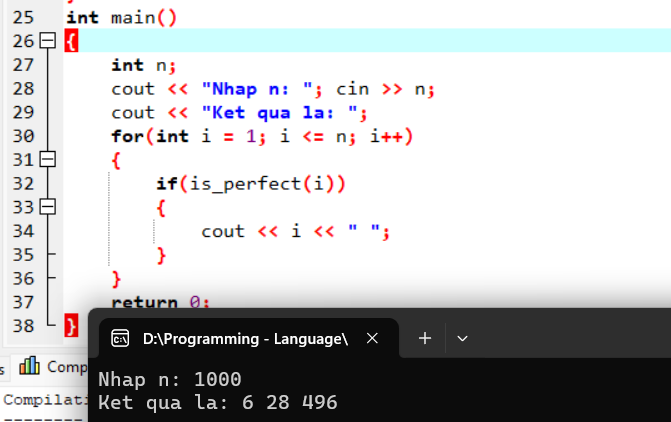 25 int main()
26 {
27 int n;
28 cout << "Nhap n: "; cin >> n;
29 cout << "Ket qua la: ";
30 for(int i = 1; i <= n; i++)
31 {
32 if(is_perfect(i))
33 {
34 cout << i << " ";
35 }
36 }
37 return 0;
38 }
D:\Programming - Language\
Nhap n: 1000
Ket qua la: 6 28 496